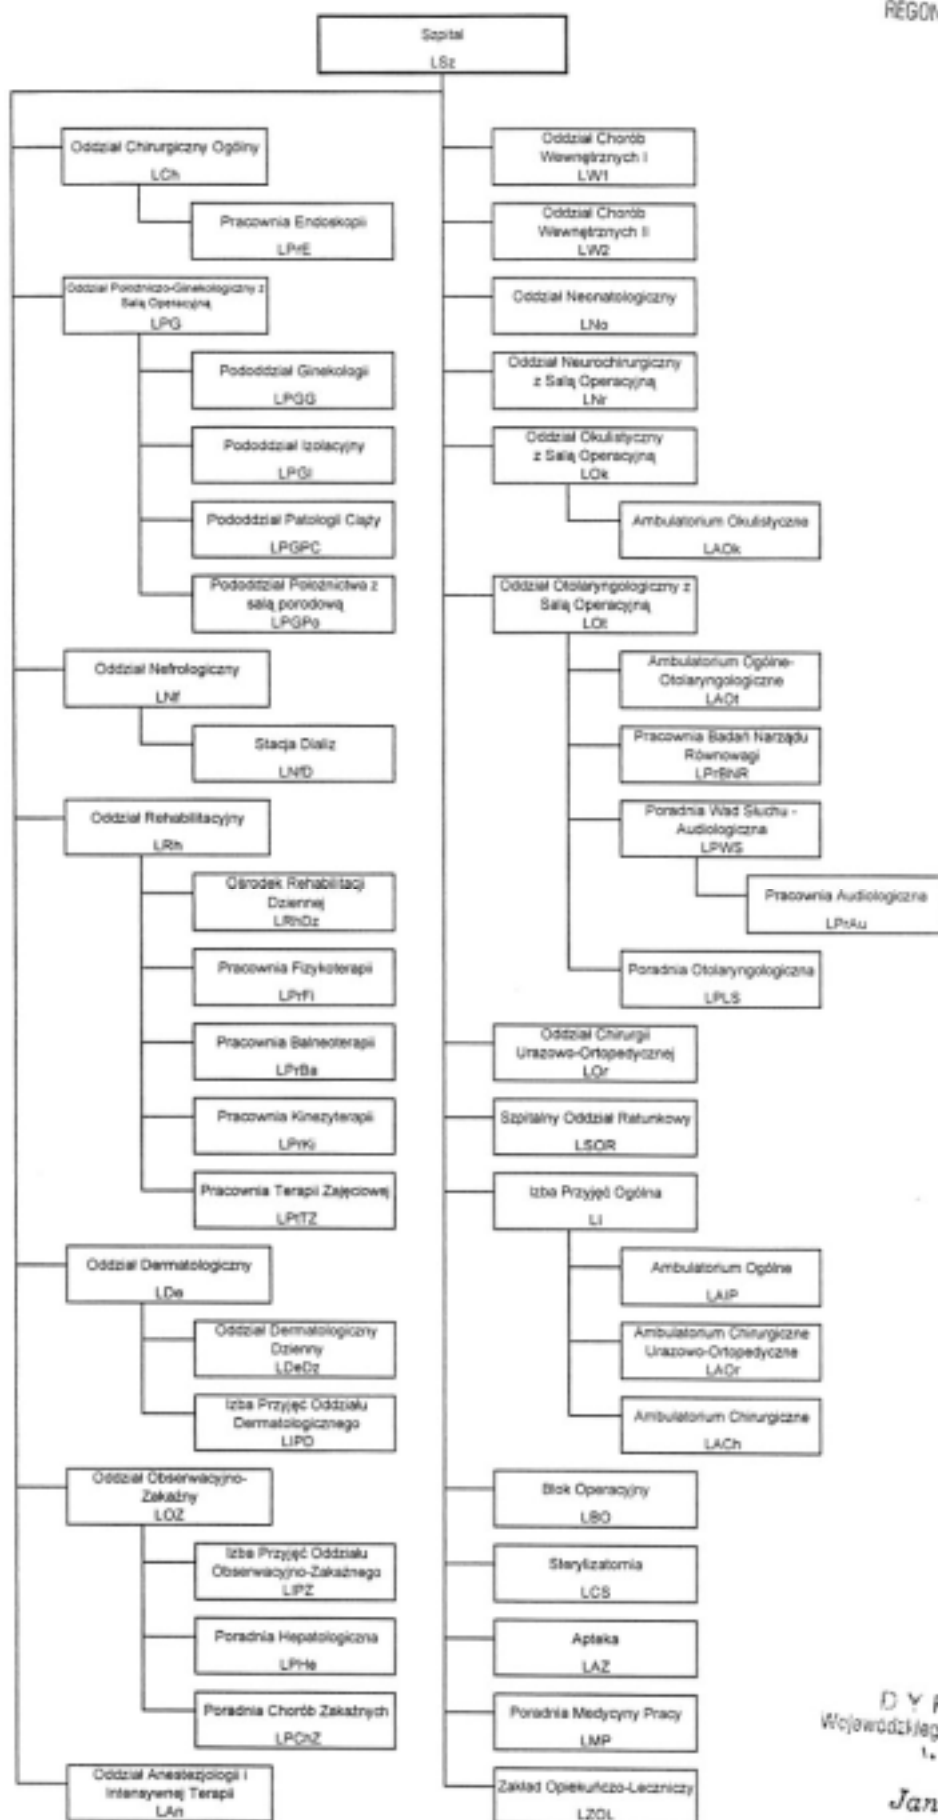 REGON
Szpital
LSz
Oddział Chirurgiczny Ogólny
LCh
Pracownia Endoskopii
LPrE
Oddział Położniczo-Ginekologiczny z
Salą Operacyjną
LPG
Pododdział Ginekologii
LPGG
Pododdział Izolacyjny
LPGI
Pododdział Patologii Ciąży
LPGPC
Pododdział Położnictwa z
salą porodową
LPGPo
Oddział Nefrologiczny
LNf
Stacja Dializ
LNfD
Oddział Rehabilitacyjny
LRh
Ośrodek Rehabilitacji
Dziennej
LRhDz
Pracownia Fizykoterapii
LPrFi
Pracownia Balneoterapii
LPrBa
Pracownia Kinezyterapii
LPrKi
Pracownia Terapii Zajęciowej
LPrTZ
Oddział Dermatologiczny
LDe
Oddział Dermatologiczny
Dzienny
LDeDz
Izba Przyjęć Oddziału
Dermatologicznego
LIPD
Oddział Obserwacyjno-
Zakaźny
LOZ
Izba Przyjęć Oddziału
Obserwacyjno-Zakaźnego
LIPZ
Poradnia Hepatologiczna
LPHe
Poradnia Chorób Zakaźnych
LPChZ
Oddział Anestezjologii i
Intensywnej Terapii
LAn
Oddział Chorób
Wewnętrznych I
LW1
Oddział Chorób
Wewnętrznych II
LW2
Oddział Neonatologiczny
LNo
Oddział Neurochirurgiczny
z Salą Operacyjną
LNr
Oddział Okulistyczny
z Salą Operacyjną
LOk
Ambulatorium Okulistyczne
LAOk
Oddział Otolaryngologiczny z
Salą Operacyjną
LOt
Ambulatorium Ogólne-
Otolaryngologiczne
LAOt
Pracownia Badań Narządu
Równowagi
LPrBNR
Poradnia Wad Słuchu -
Audiologiczna
LPWS
Pracownia Audiologiczna
LPrAu
Poradnia Otolaryngologiczna
LPLS
Oddział Chirurgii
Urazowo-Ortopedycznej
LOr
Szpitalny Oddział Ratunkowy
LSOR
Izba Przyjęć Ogólna
LI
Ambulatorium Ogólne
LAIP
Ambulatorium Chirurgiczne
Urazowo-Ortopedyczne
LAOr
Ambulatorium Chirurgiczne
LACh
Blok Operacyjny
LBO
Sterylizatornia
LCS
Apteka
LAZ
Poradnia Medycyny Pracy
LMP
Zakład Opiekuńczo-Leczniczy
LZOL
D Y
Jan